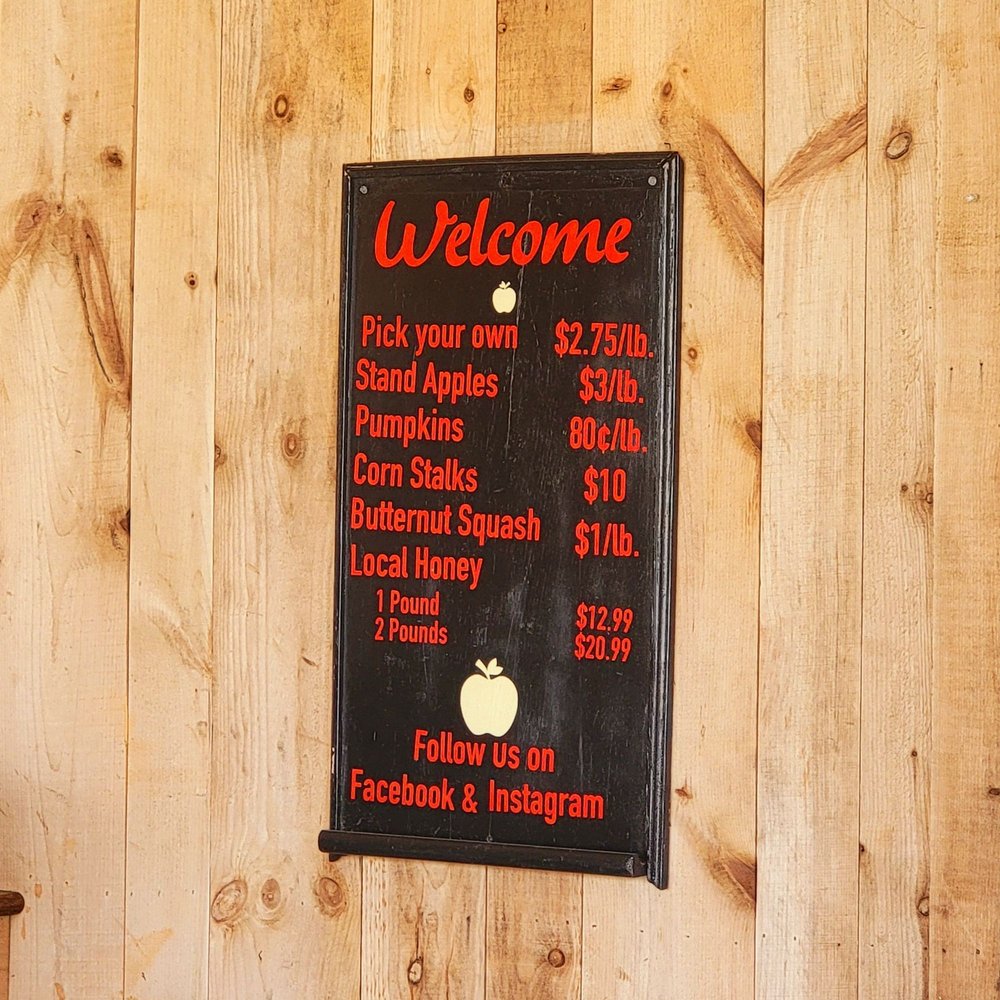 Welcome
Pick your own $2.75/lb.
Stand Apples $3/lb.
Pumpkins 80¢/lb.
Corn Stalks $10
Butternut Squash $1/lb.
Local Honey
1 Pound $12.99
2 Pounds $20.99
Follow us on
Facebook & Instagram